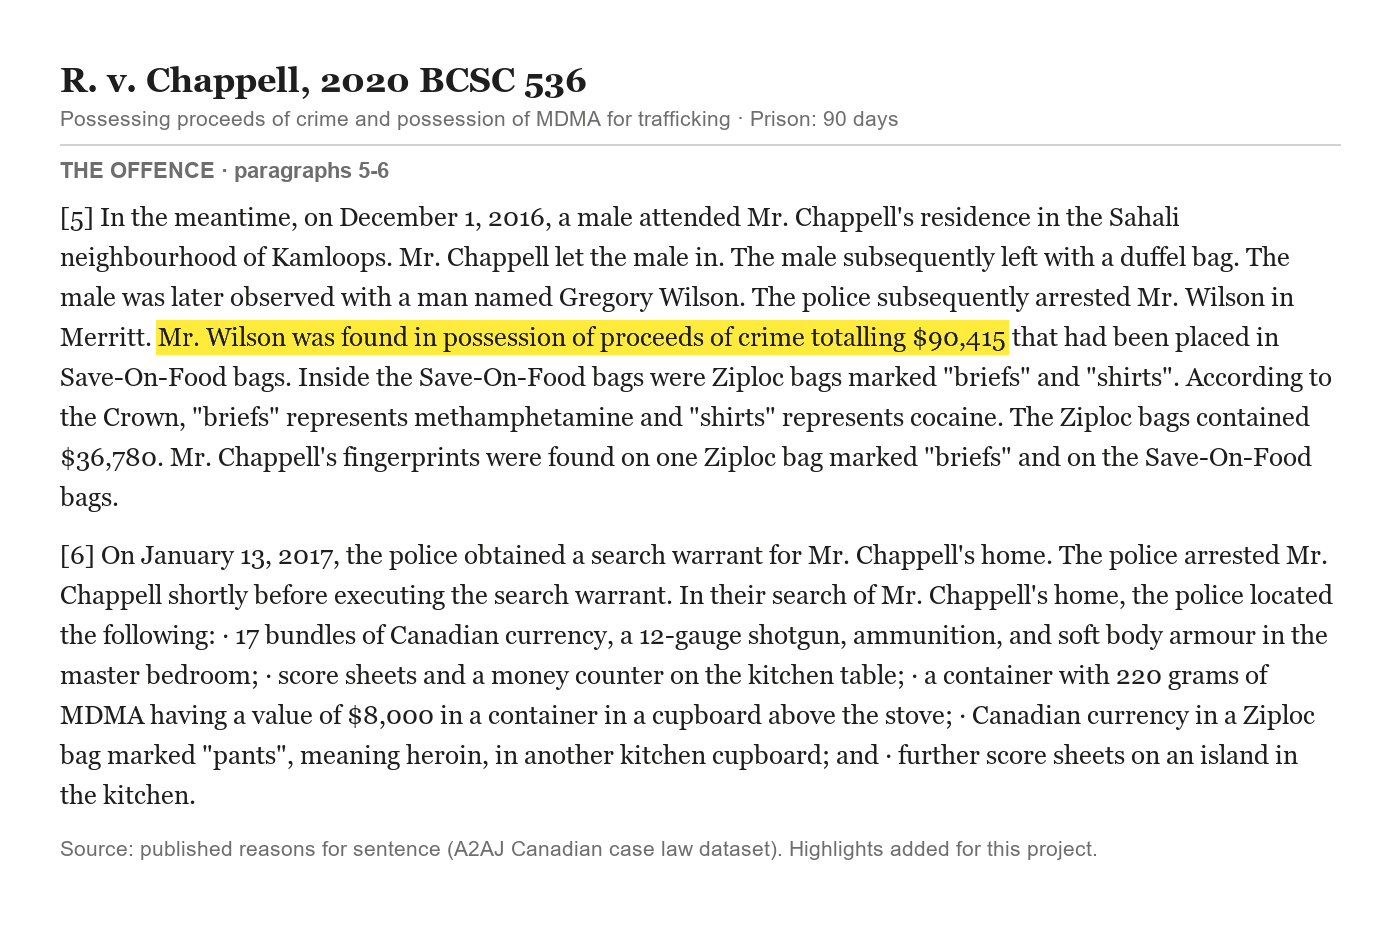 R. v. Chappell, 2020 BCSC 536
Possessing proceeds of crime and possession of MDMA for trafficking · Prison: 90 days
THE OFFENCE · paragraphs 5-6
[5] In the meantime, on December 1, 2016, a male attended Mr. Chappell's residence in the Sahali
neighbourhood of Kamloops. Mr. Chappell let the male in. The male subsequently left with a duffel bag. The
male was later observed with a man named Gregory Wilson. The police subsequently arrested Mr. Wilson in
Merritt. Mr. Wilson was found in possession of proceeds of crime totalling $90,415 that had been placed in
Save-On-Food bags. Inside the Save-On-Food bags were Ziploc bags marked "briefs" and "shirts". According to
the Crown, "briefs" represents methamphetamine and "shirts" represents cocaine. The Ziploc bags contained
$36,780. Mr. Chappell's fingerprints were found on one Ziploc bag marked "briefs" and on the Save-On-Food
bags.
[6] On January 13, 2017, the police obtained a search warrant for Mr. Chappell's home. The police arrested Mr.
Chappell shortly before executing the search warrant. In their search of Mr. Chappell's home, the police located
the following: · 17 bundles of Canadian currency, a 12-gauge shotgun, ammunition, and soft body armour in the
master bedroom; · score sheets and a money counter on the kitchen table; · a container with 220 grams of
MDMA having a value of $8,000 in a container in a cupboard above the stove; · Canadian currency in a Ziploc
bag marked "pants", meaning heroin, in another kitchen cupboard; and · further score sheets on an island in
the kitchen.
Source: published reasons for sentence (A2AJ Canadian case law dataset). Highlights added for this project.